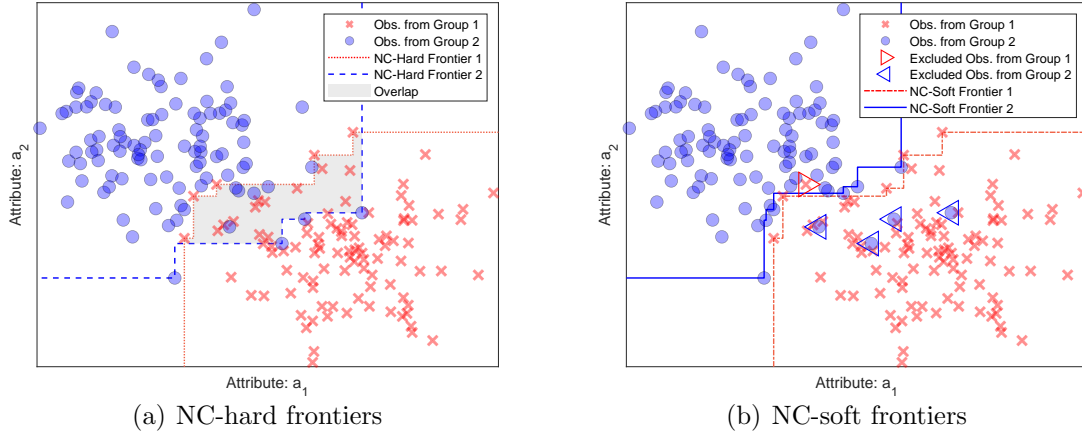 Obs. from Group 1
Obs. from Group 2
NC-Hard Frontier 1
NC-Hard Frontier 2
Overlap
Attribute: a2
Attribute: a1
(a) NC-hard frontiers
Obs. from Group 1
Obs. from Group 2
Excluded Obs. from Group 1
Excluded Obs. from Group 2
NC-Soft Frontier 1
NC-Soft Frontier 2
Attribute: a2
Attribute: a1
(b) NC-soft frontiers